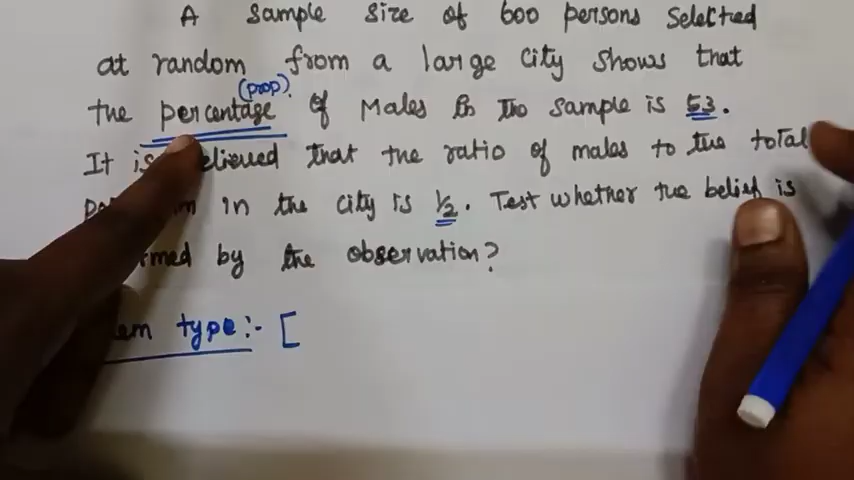 A sample size of 600 persons selected
at random from a large city shows that
(prop)
the percentage of Males in the sample is 53.
It is believed that the ratio of males to the total
in the city is 1/2. Test whether the belief is
by the observation?
type:- [